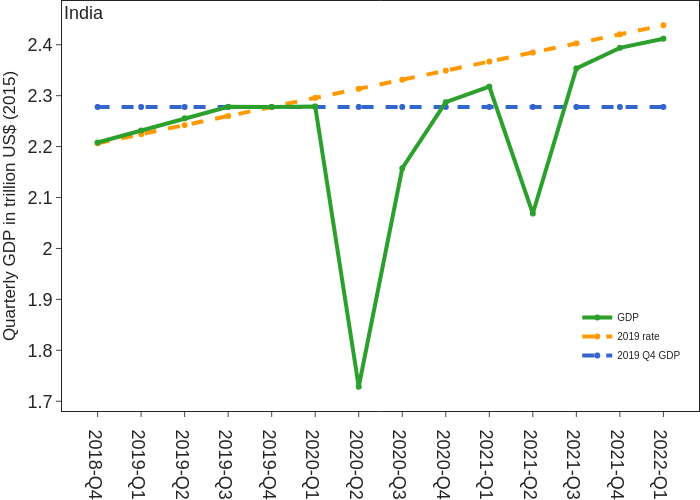 India
Quarterly GDP in trillion US$ (2015)
2.4
2.3
2.2
2.1
2
1.9
1.8
1.7
GDP
2019 rate
2019 Q4 GDP
2018-Q4
2019-Q1
2019-Q2
2019-Q3
2019-Q4
2020-Q1
2020-Q2
2020-Q3
2020-Q4
2021-Q1
2021-Q2
2021-Q3
2021-Q4
2022-Q1